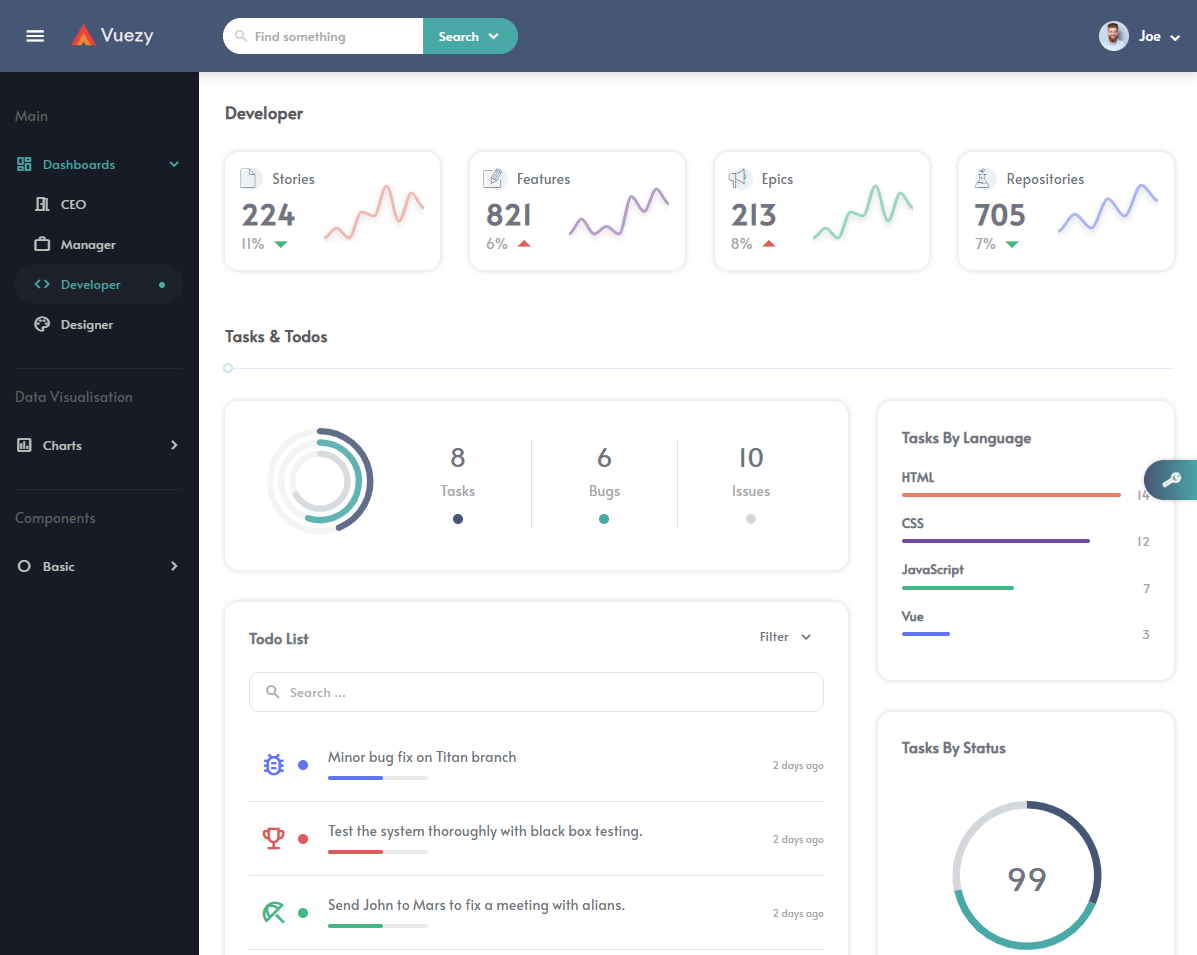 Vuezy
Find something
Search
Joe
Main
Dashboards
CEO
Manager
Developer
Designer
Data Visualisation
Charts
Components
Basic
Developer
Stories
224
11%
Features
821
6%
Epics
213
8%
Repositories
705
7%
Tasks & Todos
8
Tasks
6
Bugs
10
Issues
Tasks By Language
HTML
14
CSS
12
JavaScript
7
Vue
3
Todo List
Filter
Search ...
Minor bug fix on Titan branch
2 days ago
Test the system thoroughly with black box testing.
2 days ago
Send John to Mars to fix a meeting with alians.
2 days ago
Tasks By Status
99